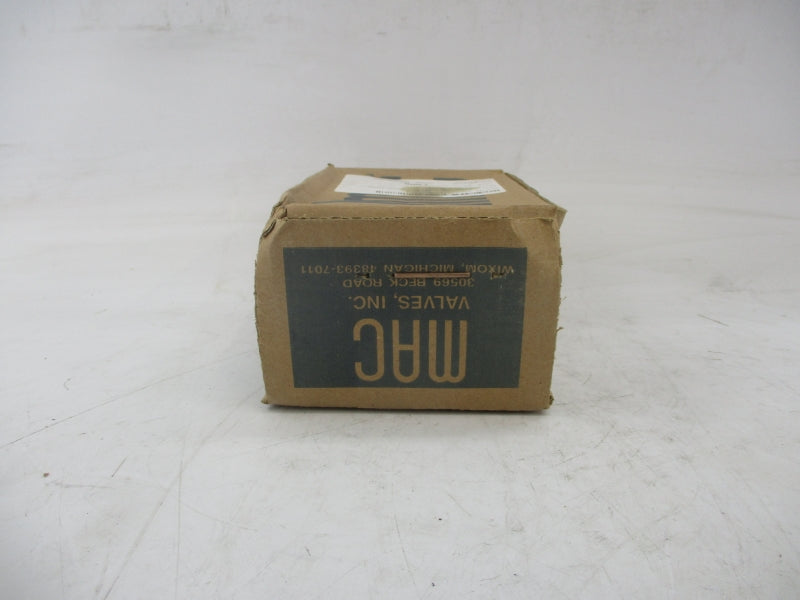 MAC
VALVES, INC.
30569 BECK ROAD
WIXOM, MICHIGAN 48393-7011